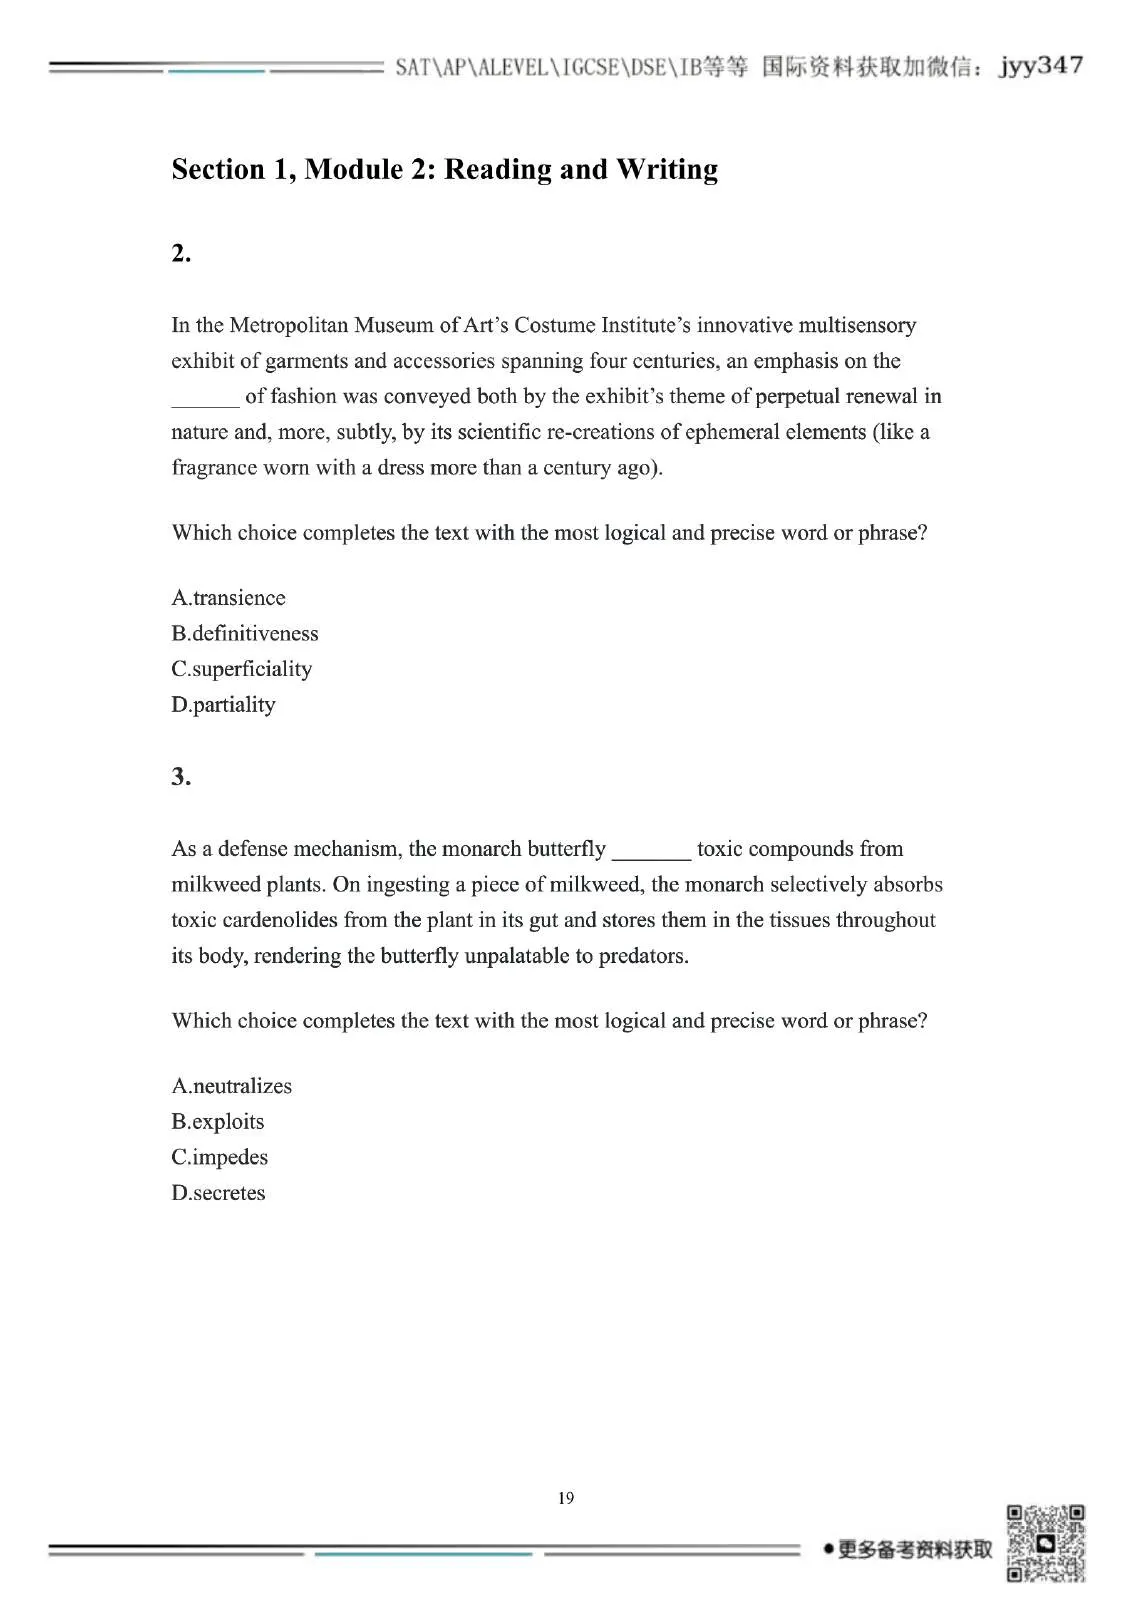 SAT\AP\ALEVEL\IGCSE\DSE\IB等等 国际资料获取加微信：jyy347
Section 1, Module 2: Reading and Writing
2.
In the Metropolitan Museum of Art’s Costume Institute’s innovative multisensory
exhibit of garments and accessories spanning four centuries, an emphasis on the
______ of fashion was conveyed both by the exhibit’s theme of perpetual renewal in
nature and, more, subtly, by its scientific re-creations of ephemeral elements (like a
fragrance worn with a dress more than a century ago).
Which choice completes the text with the most logical and precise word or phrase?
A.transience
B.definitiveness
C.superficiality
D.partiality
3.
As a defense mechanism, the monarch butterfly _______ toxic compounds from
milkweed plants. On ingesting a piece of milkweed, the monarch selectively absorbs
toxic cardenolides from the plant in its gut and stores them in the tissues throughout
its body, rendering the butterfly unpalatable to predators.
Which choice completes the text with the most logical and precise word or phrase?
A.neutralizes
B.exploits
C.impedes
D.secretes
19
●更多备考资料获取